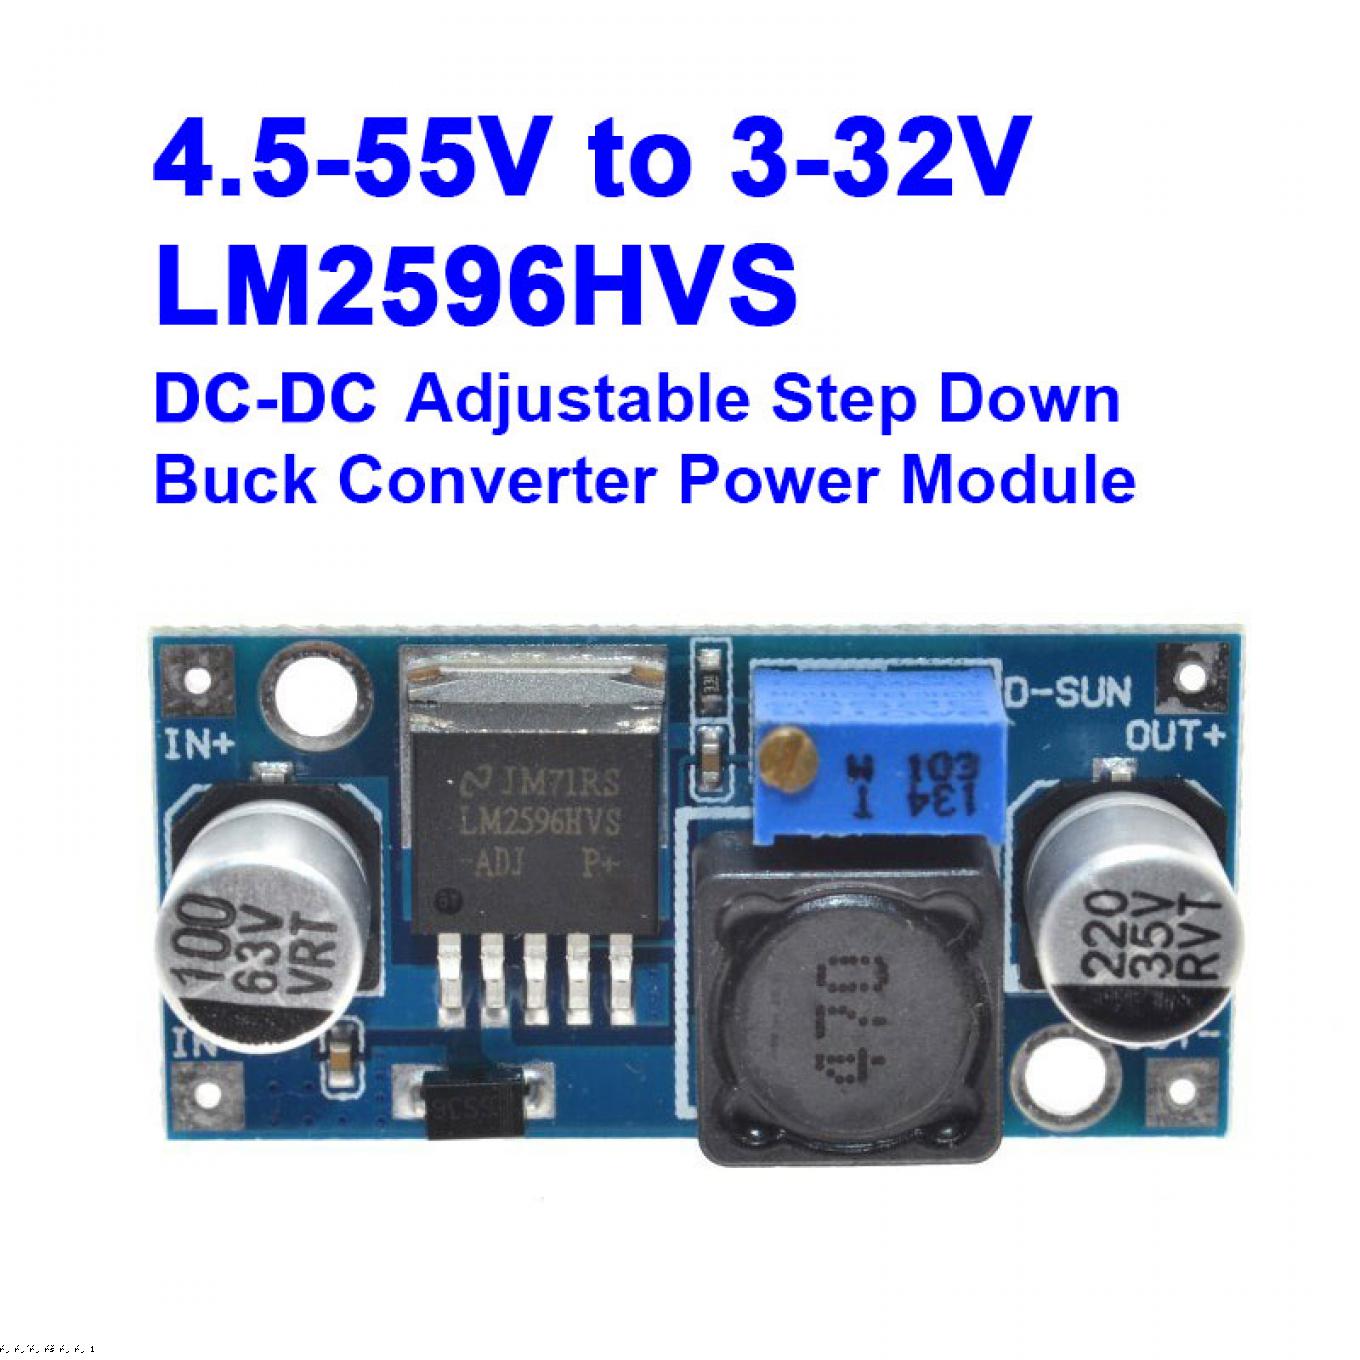 4.5-55V to 3-32V
LM2596HVS
DC-DC Adjustable Step Down
Buck Converter Power Module
D-SUN
IN+
OUT+
W 103
134
JM71RS
LM2596HVS
-ADJ P+
100
63V
VRT
220
35V
RVT
470
IN-
SS36